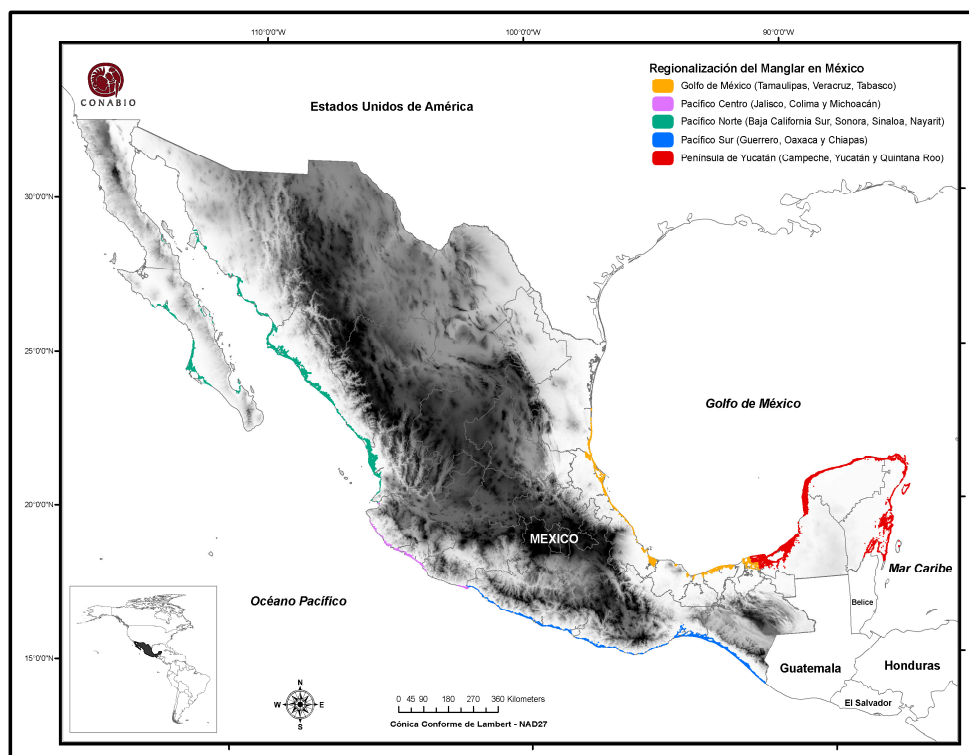 110°0'0"W
100°0'0"W
90°0'0"W
CONABIO
Estados Unidos de América
Regionalización del Manglar en México
Golfo de México (Tamaulipas, Veracruz, Tabasco)
Pacífico Centro (Jalisco, Colima y Michoacán)
Pacífico Norte (Baja California Sur, Sonora, Sinaloa, Nayarit)
Pacífico Sur (Guerrero, Oaxaca y Chiapas)
Península de Yucatán (Campeche, Yucatán y Quintana Roo)
30°0'0"N
25°0'0"N
Golfo de México
20°0'0"N
MEXICO
Mar Caribe
Océano Pacífico
Belice
15°0'0"N
Guatemala
Honduras
El Salvador
N
W
E
S
0 45 90 180 270 360 Kilometers
Cónica Conforme de Lambert - NAD27